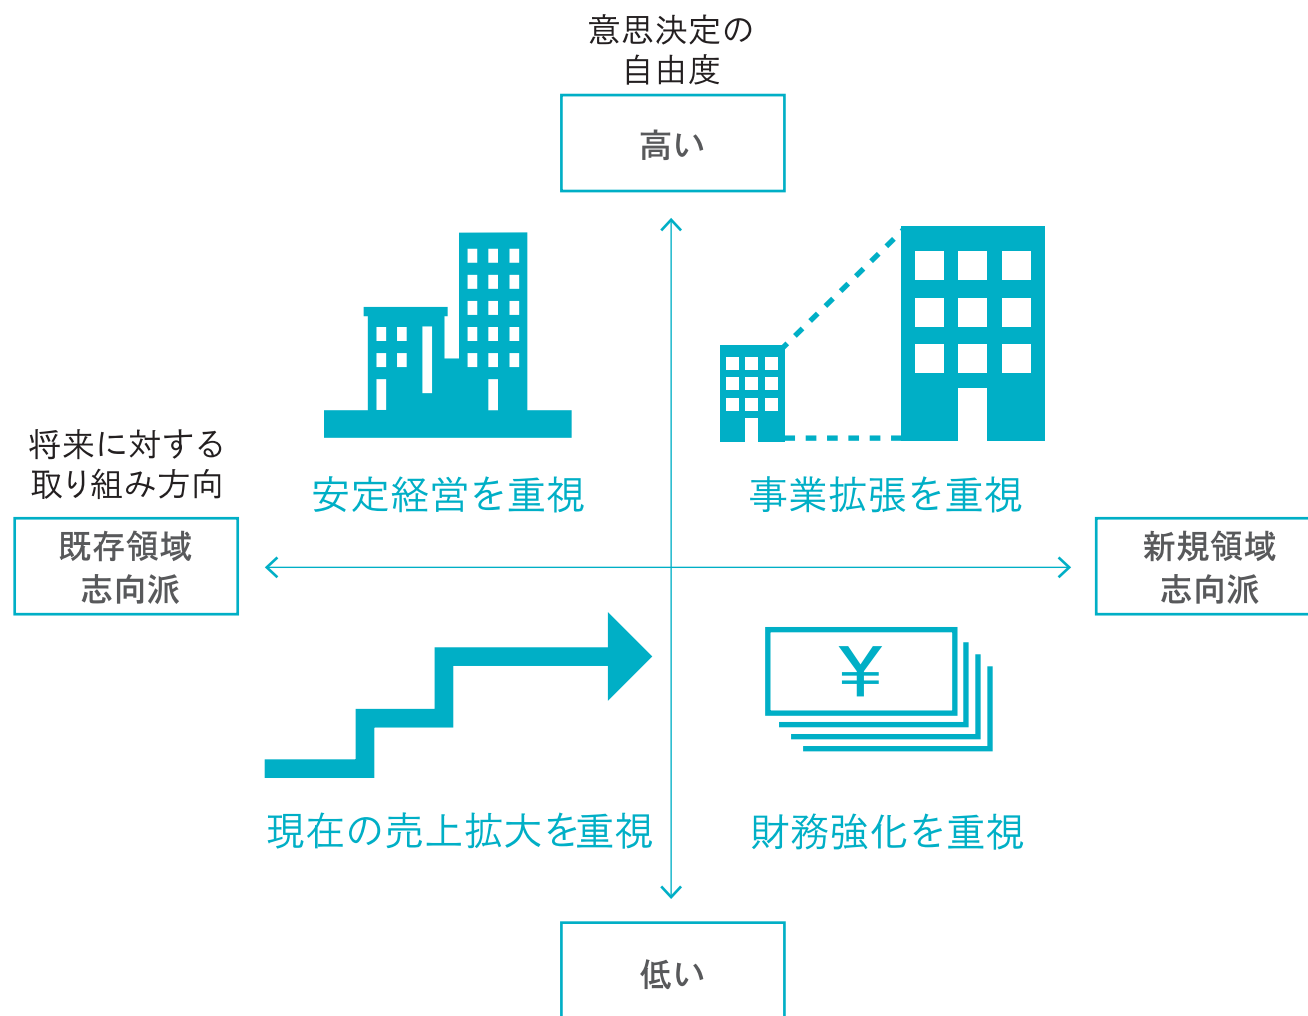 意思決定の
自由度
高い
将来に対する
取り組み方向
既存領域
志向派
新規領域
志向派
安定経営を重視
事業拡張を重視
¥
現在の売上拡大を重視
財務強化を重視
低い